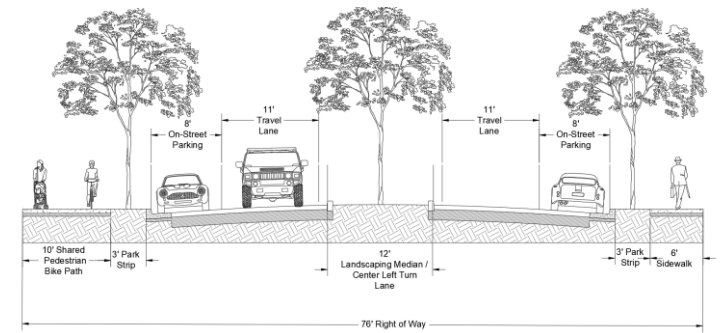 11'
Travel
Lane
8'
On-Street
Parking
11'
Travel
Lane
8'
On-Street
Parking
10' Shared
Pedestrian
Bike Path
3' Park
Strip
12'
Landscaping Median /
Center Left Turn
Lane
3' Park
Strip
6'
Sidewalk
76' Right of Way